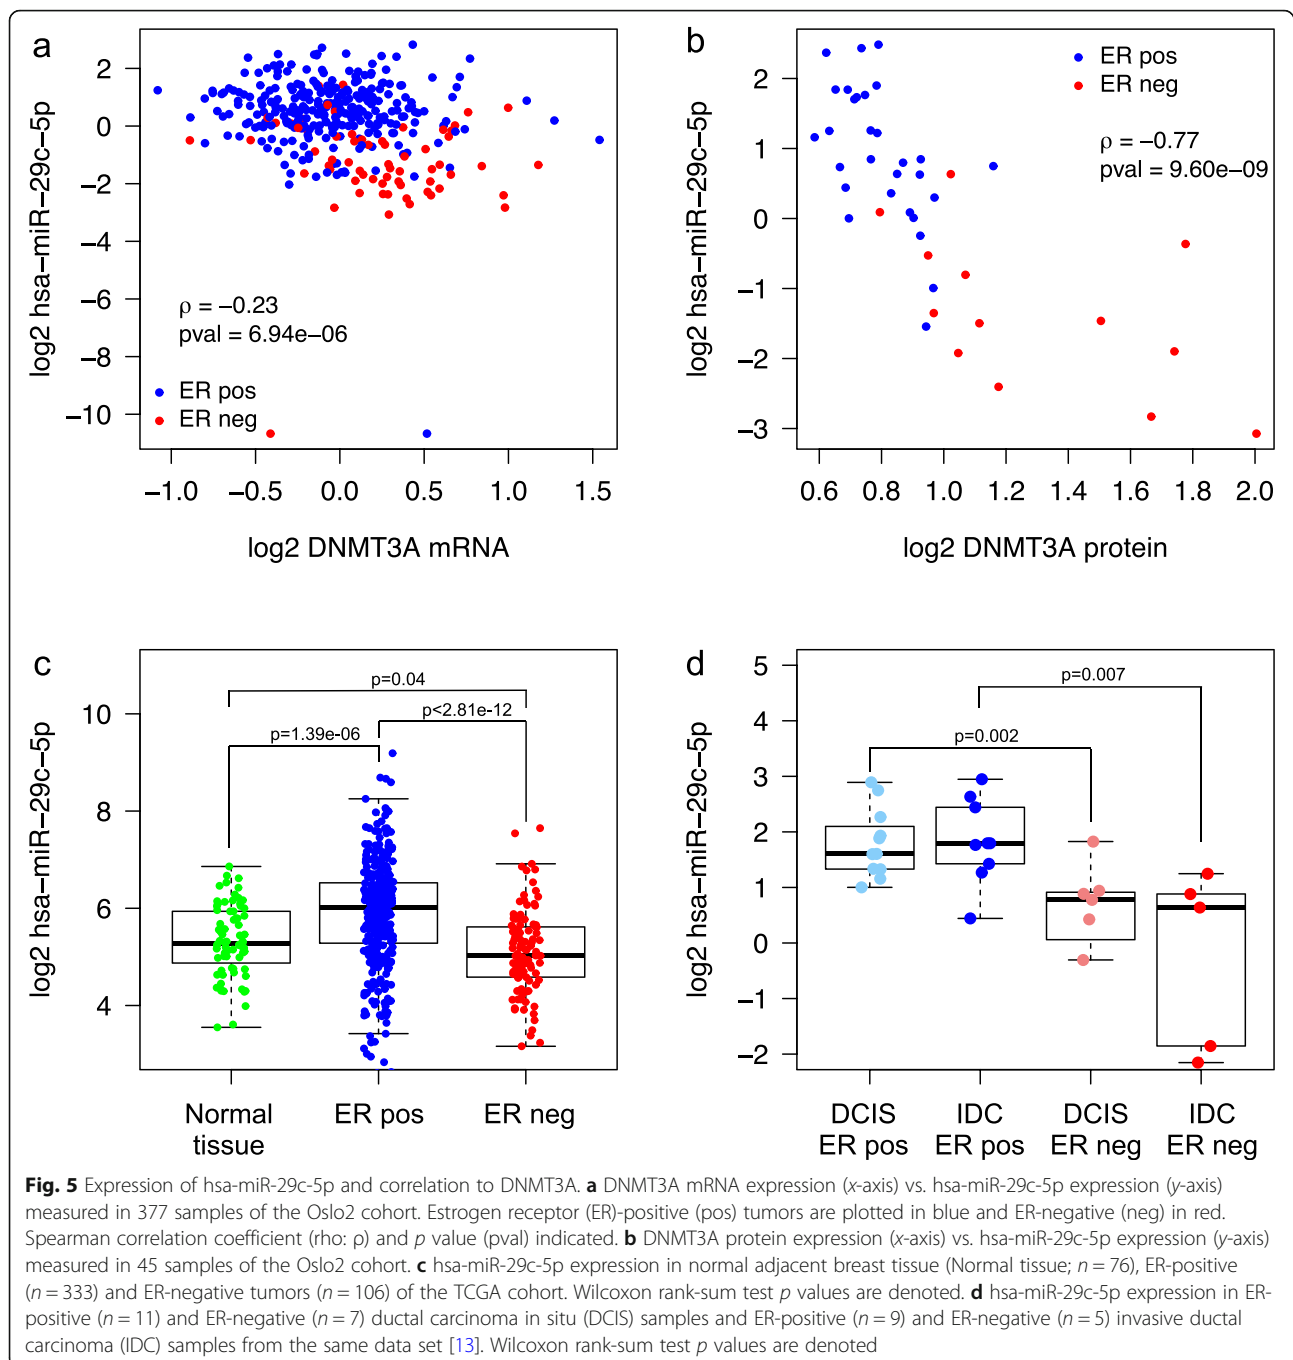 a
log2 hsa−miR−29c−5p
2
0
−2
−4
−6
−8
−10
ρ = −0.23
pval = 6.94e−06
ER pos
ER neg
−1.0 −0.5 0.0 0.5 1.0 1.5
log2 DNMT3A mRNA
b
log2 hsa−miR−29c−5p
2
1
0
−1
−2
−3
ER pos
ER neg
ρ = −0.77
pval = 9.60e−09
0.6 0.8 1.0 1.2 1.4 1.6 1.8 2.0
log2 DNMT3A protein
c
log2 hsa−miR−29c−5p
10
8
6
4
p=0.04
p<2.81e-12
p=1.39e-06
Normal tissue
ER pos
ER neg
d
log2 hsa−miR−29c−5p
5
4
3
2
1
0
−1
−2
p=0.007
p=0.002
DCIS IDC DCIS IDC
ER pos ER pos ER neg ER neg
Fig. 5 Expression of hsa-miR-29c-5p and correlation to DNMT3A. a DNMT3A mRNA expression (x-axis) vs. hsa-miR-29c-5p expression (y-axis)
measured in 377 samples of the Oslo2 cohort. Estrogen receptor (ER)-positive (pos) tumors are plotted in blue and ER-negative (neg) in red.
Spearman correlation coefficient (rho: ρ) and p value (pval) indicated. b DNMT3A protein expression (x-axis) vs. hsa-miR-29c-5p expression (y-axis)
measured in 45 samples of the Oslo2 cohort. c hsa-miR-29c-5p expression in normal adjacent breast tissue (Normal tissue; n = 76), ER-positive
(n = 333) and ER-negative tumors (n = 106) of the TCGA cohort. Wilcoxon rank-sum test p values are denoted. d hsa-miR-29c-5p expression in ER-
positive (n = 11) and ER-negative (n = 7) ductal carcinoma in situ (DCIS) samples and ER-positive (n = 9) and ER-negative (n = 5) invasive ductal
carcinoma (IDC) samples from the same data set [13]. Wilcoxon rank-sum test p values are denoted